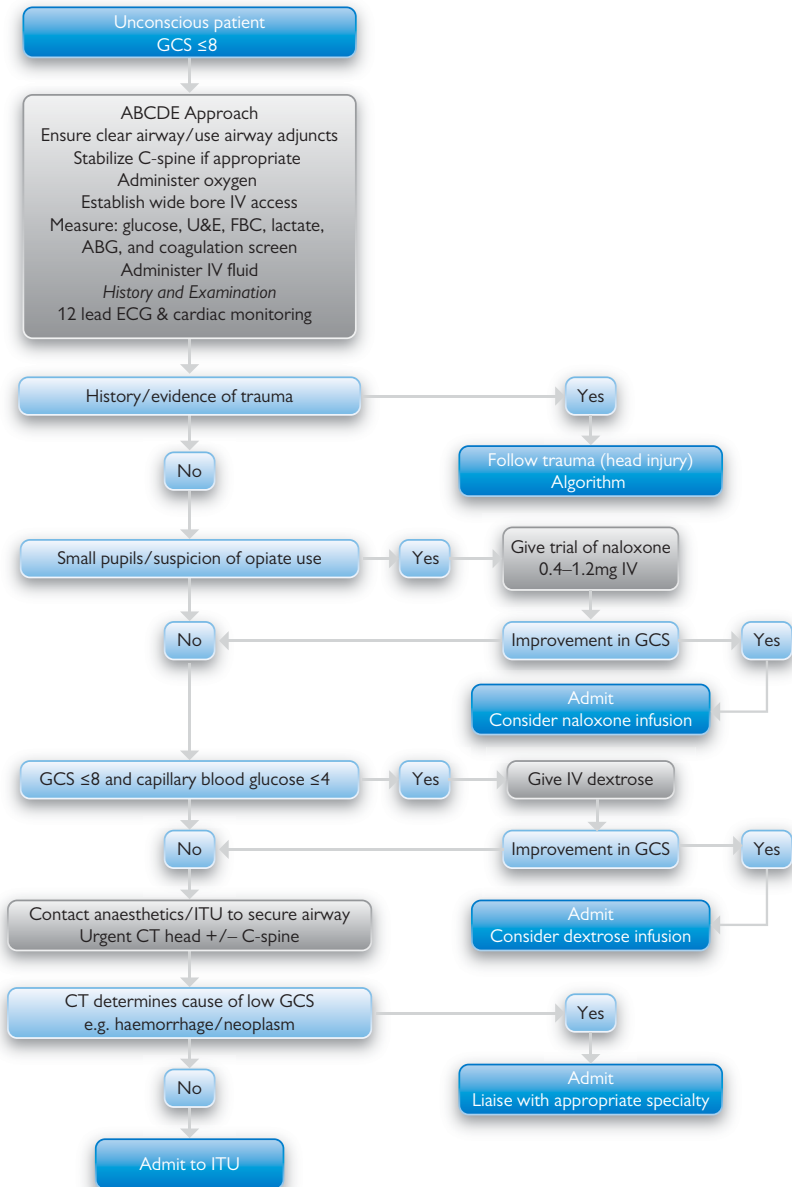 Unconscious patient
GCS ≤8
ABCDE Approach
Ensure clear airway/use airway adjuncts
Stabilize C-spine if appropriate
Administer oxygen
Establish wide bore IV access
Measure: glucose, U&E, FBC, lactate,
ABG, and coagulation screen
Administer IV fluid
History and Examination
12 lead ECG & cardiac monitoring
History/evidence of trauma
Yes
No
Follow trauma (head injury)
Algorithm
Small pupils/suspicion of opiate use
Yes
Give trial of naloxone
0.4–1.2mg IV
No
Improvement in GCS
Yes
Admit
Consider naloxone infusion
GCS ≤8 and capillary blood glucose ≤4
Yes
Give IV dextrose
No
Improvement in GCS
Yes
Contact anaesthetics/ITU to secure airway
Urgent CT head +/– C-spine
Admit
Consider dextrose infusion
CT determines cause of low GCS
e.g. haemorrhage/neoplasm
Yes
No
Admit
Liaise with appropriate specialty
Admit to ITU